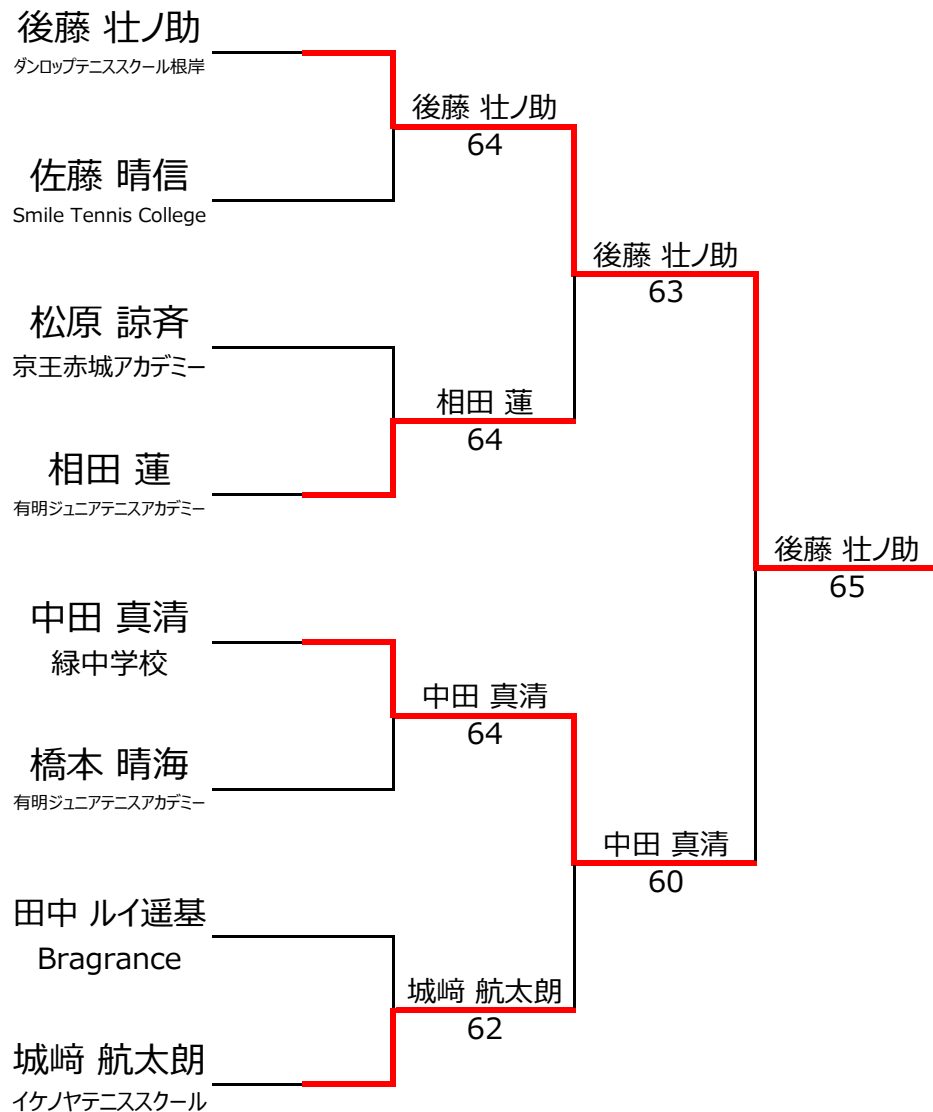 後藤 壮ノ助
ダンロップテニススクール根岸
後藤 壮ノ助
64
佐藤 晴信
Smile Tennis College
後藤 壮ノ助
63
松原 諒斉
京王赤城アカデミー
相田 蓮
64
相田 蓮
有明ジュニアテニスアカデミー
後藤 壮ノ助
65
中田 真清
緑中学校
中田 真清
64
橋本 晴海
有明ジュニアテニスアカデミー
中田 真清
60
田中 ルイ遥基
Bragrance
城﨑 航太朗
62
城﨑 航太朗
イケノヤテニススクール